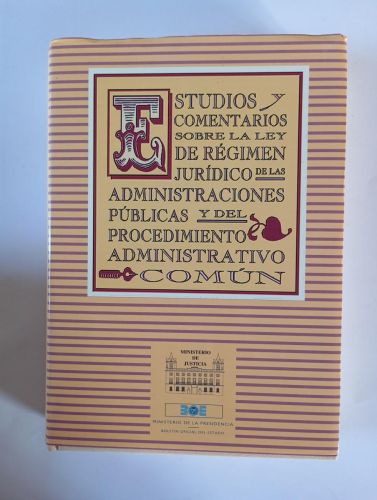 ESTUDIOS Y
COMENTARIOS
SOBRE LA LEY
DE RÉGIMEN
JURÍDICO DE LAS
ADMINISTRACIONES
PÚBLICAS Y DEL
PROCEDIMIENTO
ADMINISTRATIVO
COMÚN
MINISTERIO
DE
JUSTICIA
BOE
MINISTERIO DE LA PRESIDENCIA
BOLETIN OFICIAL DEL ESTADO